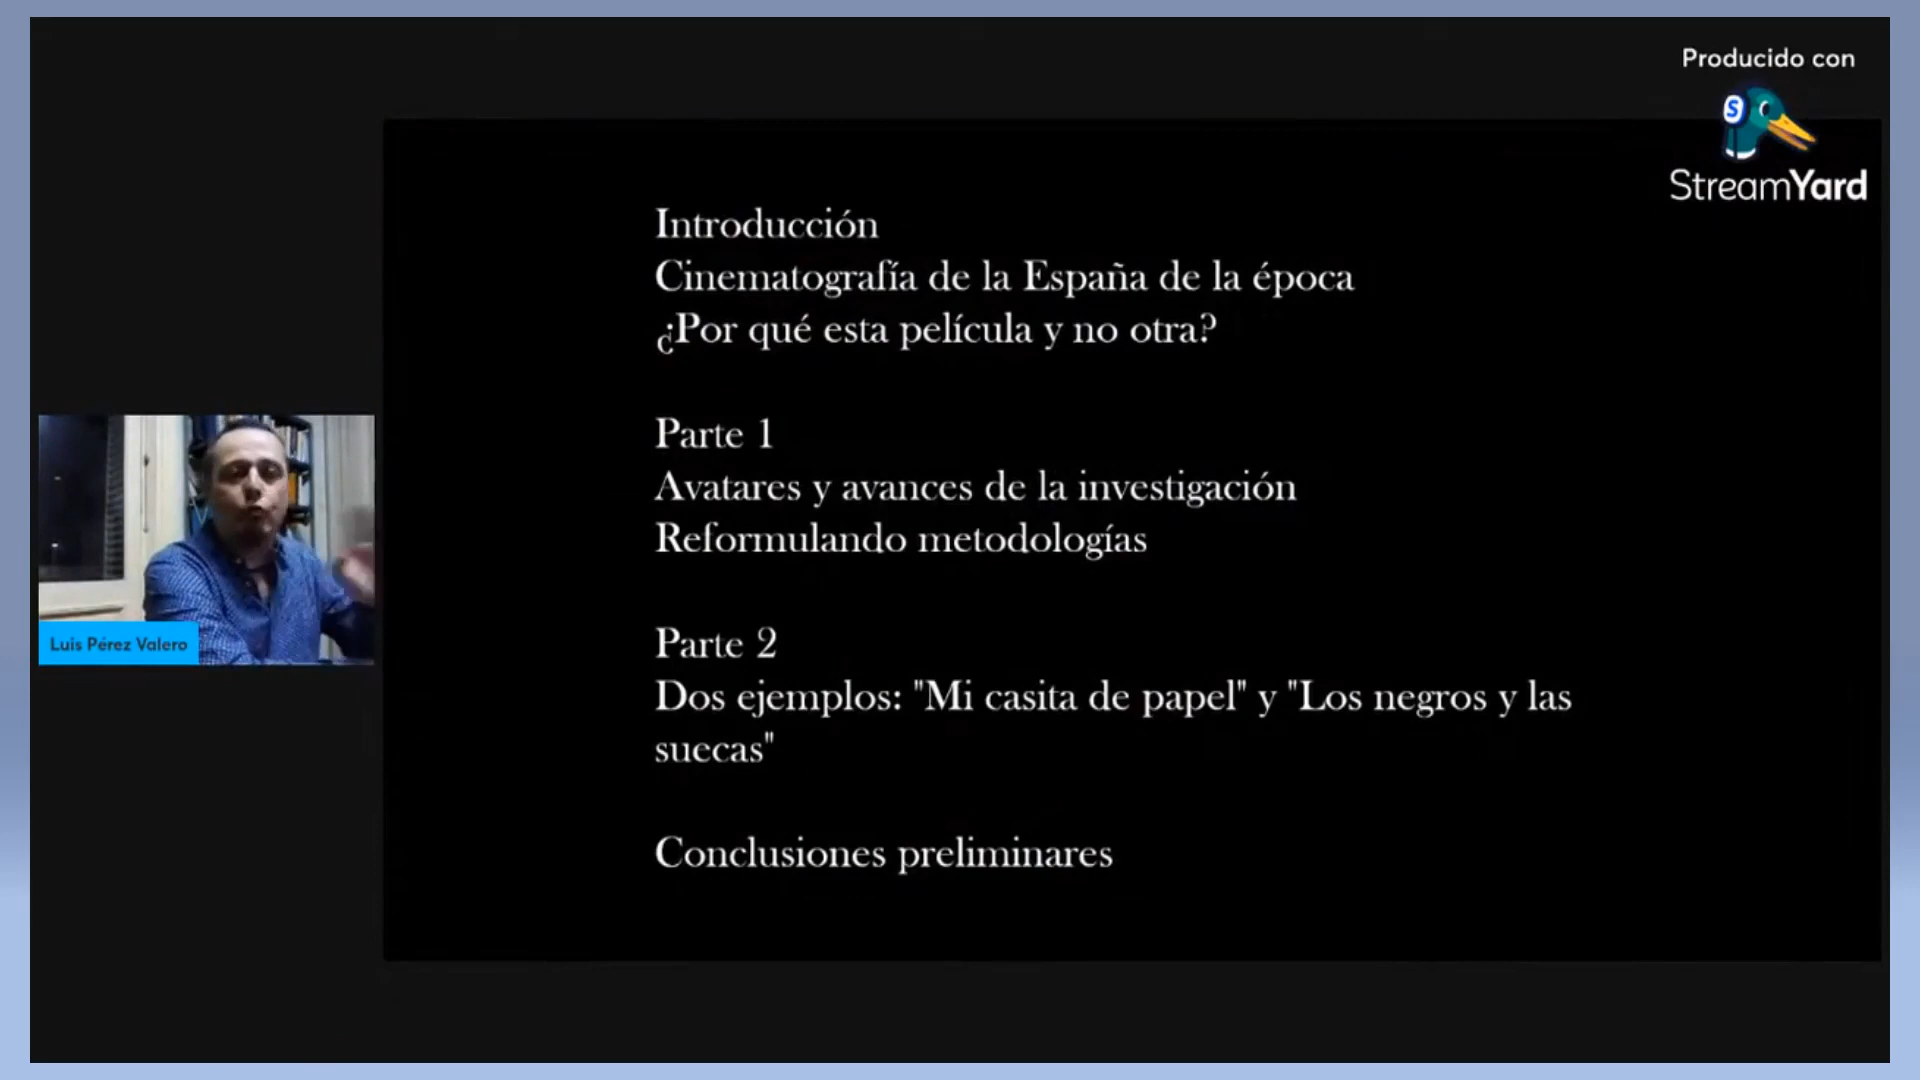 Producido con
S
StreamYard
Introducción
Cinematografía de la España de la época
¿Por qué esta película y no otra?
Parte 1
Avatares y avances de la investigación
Reformulando metodologías
Parte 2
Dos ejemplos: "Mi casita de papel" y "Los negros y las
suecas"
Conclusiones preliminares
Luis Pérez Valero